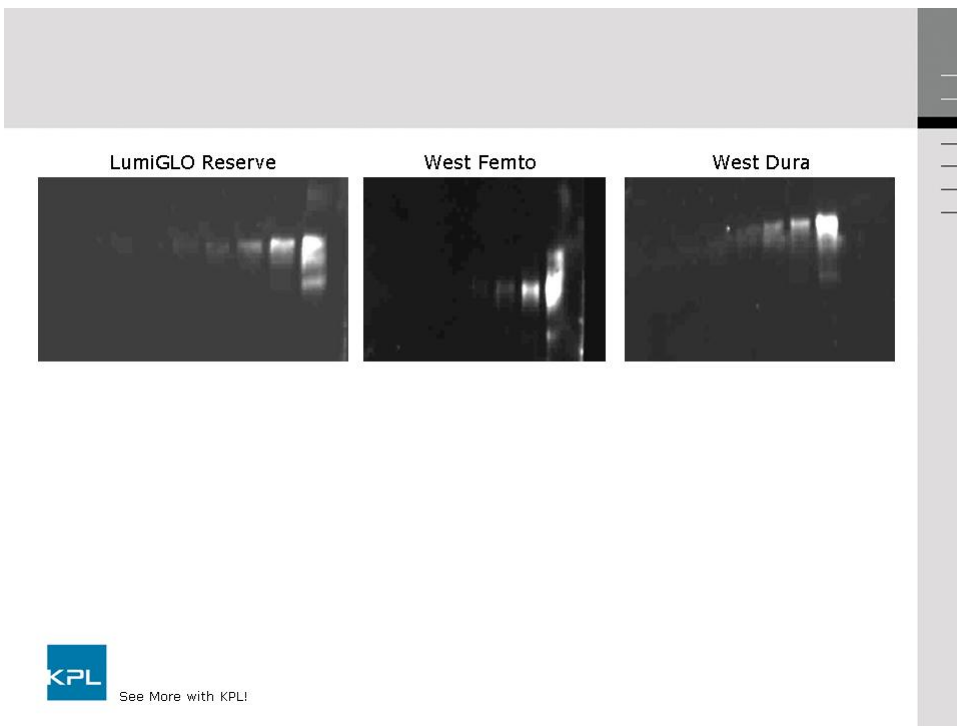 LumiGLO Reserve
West Femto
West Dura
KPL
See More with KPL!